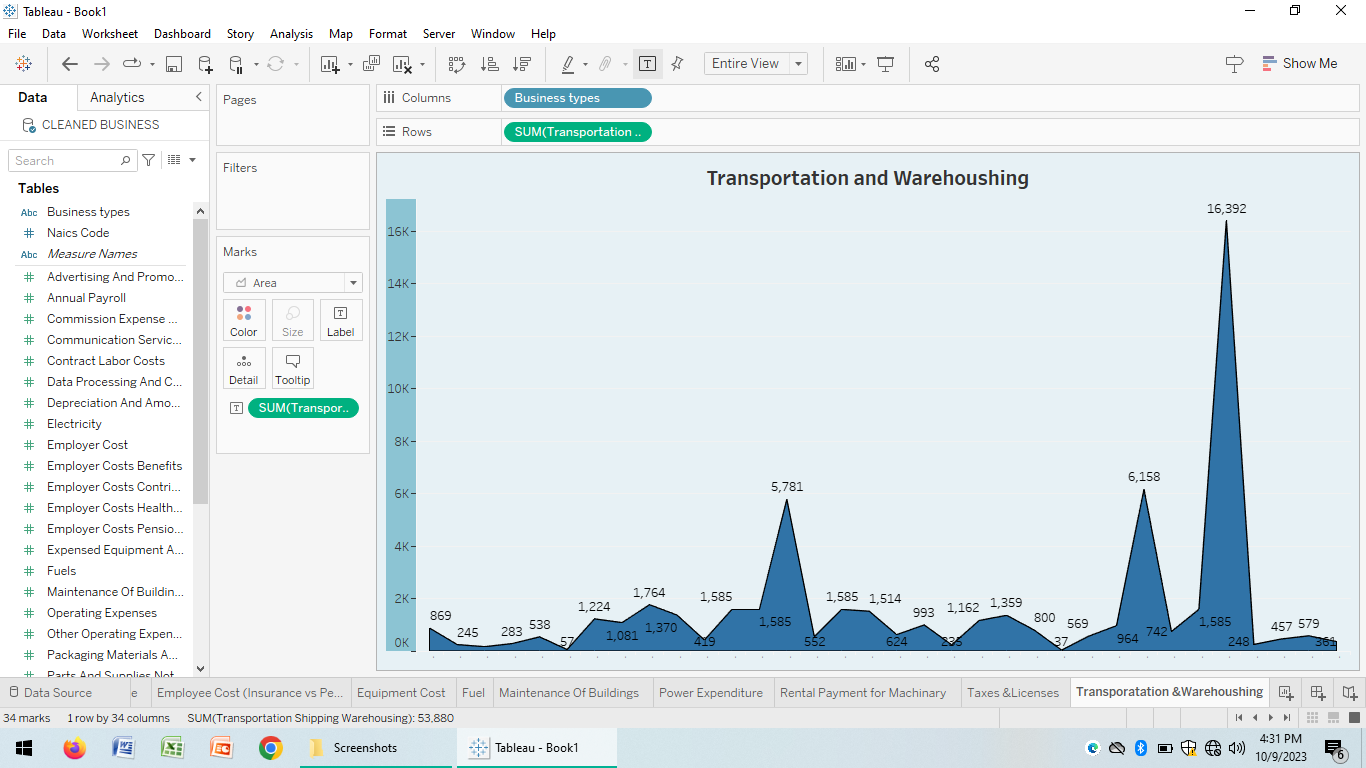 Tableau - Book1
File Data Worksheet Dashboard Story Analysis Map Format Server Window Help
Entire View
Show Me
Data Analytics
CLEANED BUSINESS
Search
Tables
Abc Business types
# Naics Code
Abc Measure Names
# Advertising And Promo...
# Annual Payroll
# Commission Expense ...
# Communication Servic...
# Contract Labor Costs
# Data Processing And C...
# Depreciation And Amo...
# Electricity
# Employer Cost
# Employer Costs Benefits
# Employer Costs Contri...
# Employer Costs Health...
# Employer Costs Pensio...
# Expensed Equipment A...
# Fuels
# Maintenance Of Buildin...
# Operating Expenses
# Other Operating Expen...
# Packaging Materials A...
# Parts And Supplies Not
Pages
Filters
Marks
Area
Color Size Label
Detail Tooltip
T SUM(Transpor..
Columns Business types
Rows SUM(Transportation ..
Transportation and Warehoushing
16K
14K
12K
10K
8K
6K
4K
2K
0K
869
245
283
538
57
1,224
1,081
1,764
1,370
419
1,585
1,585
5,781
552
1,585
1,514
624
993
235
1,162
1,359
800
37
569
964
6,158
742
1,585
16,392
248
457
579
361
Data Source
e
Employee Cost (Insurance vs Pe...
Equipment Cost
Fuel
Maintenance Of Buildings
Power Expenditure
Rental Payment for Machinary
Taxes &Licenses
Transporatation &Warehoushing
34 marks 1 row by 34 columns SUM(Transportation Shipping Warehousing): 53,880
Screenshots
Tableau - Book1
4:31 PM
10/9/2023
6